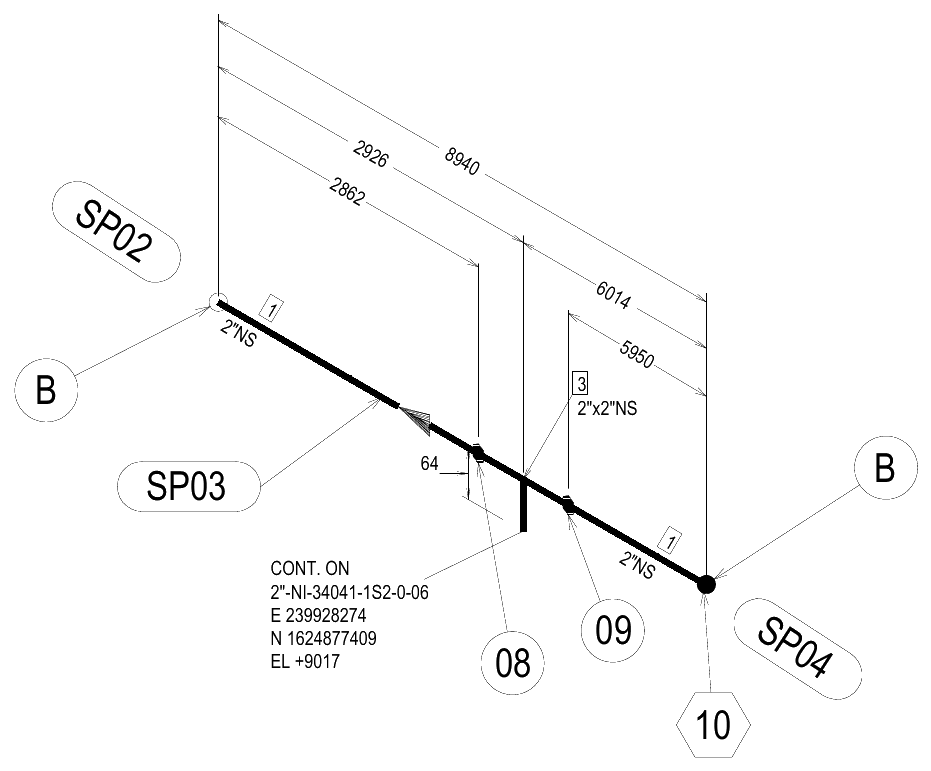 8940
2926
2862
SP02
6014
1
5950
2"NS
B
3
2"x2"NS
64
SP03
B
1
2"NS
CONT. ON
2"-NI-34041-1S2-0-06
E 239928274
N 1624877409
EL +9017
09
08
SP04
10